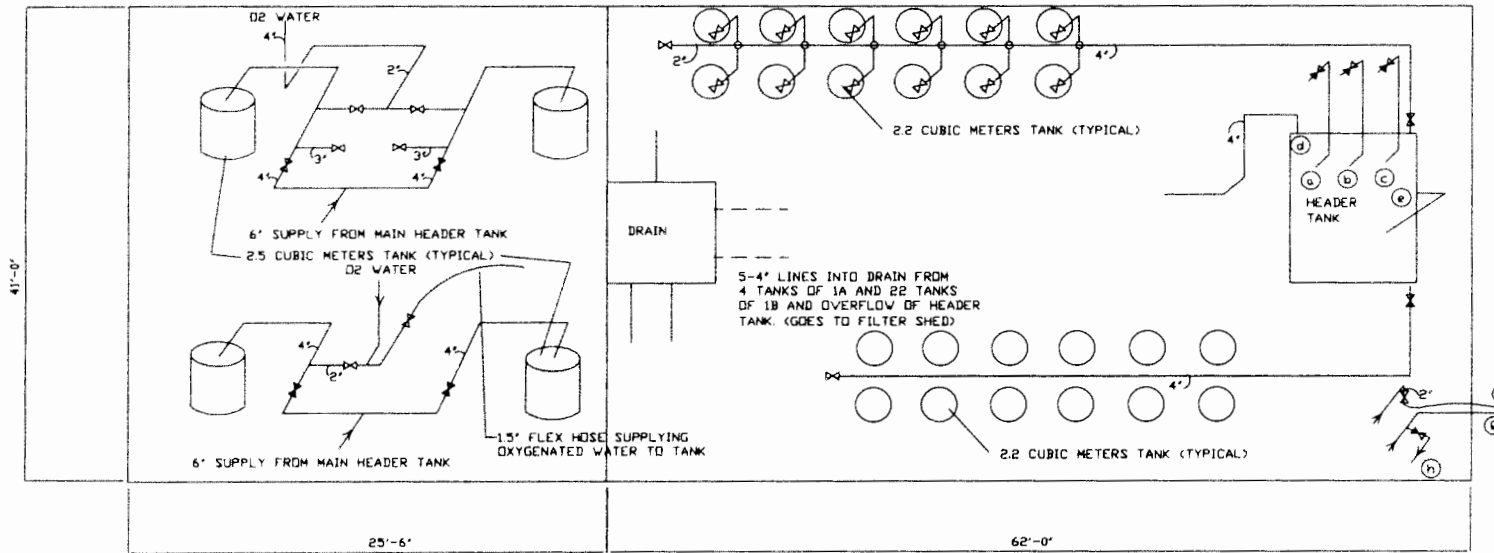 O2 WATER
4"
2"
3"
3"
4"
4"
6" SUPPLY FROM MAIN HEADER TANK
2.5 CUBIC METERS TANK (TYPICAL)
O2 WATER
4"
2"
4"
1.5" FLEX HOSE SUPPLYING
OXYGENATED WATER TO TANK
6" SUPPLY FROM MAIN HEADER TANK
41'-0"
25'-6"
2"
4"
2.2 CUBIC METERS TANK (TYPICAL)
DRAIN
5-4" LINES INTO DRAIN FROM
4 TANKS OF 1A AND 22 TANKS
OF 1B AND OVERFLOW OF HEADER
TANK. (GOES TO FILTER SHED)
4"
d
a
b
c
e
HEADER
TANK
4"
2.2 CUBIC METERS TANK (TYPICAL)
2"
h
62'-0"